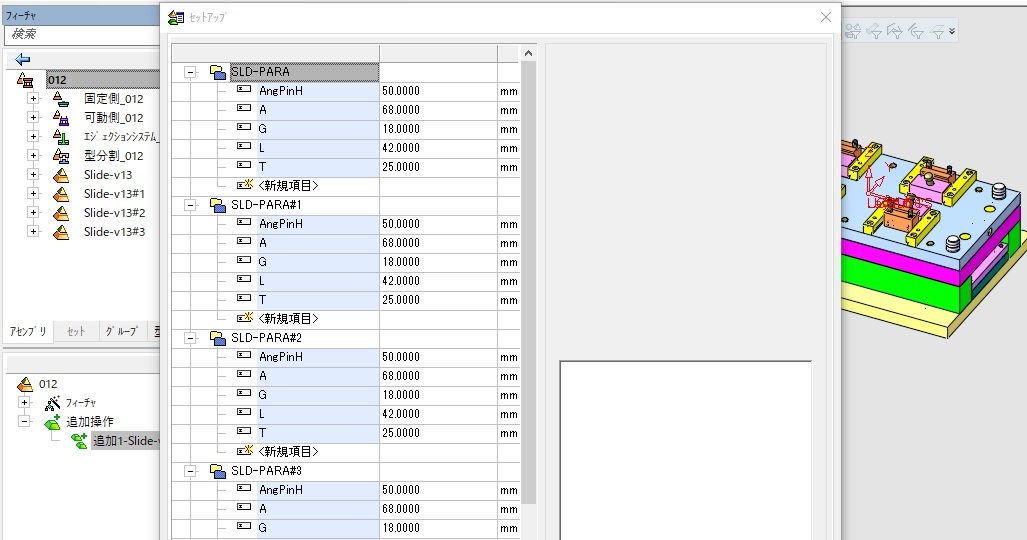 フィーチャ
検索
012
固定側_012
可動側_012
エジェクションシステム_
型分割_012
Slide-v13
Slide-v13#1
Slide-v13#2
Slide-v13#3
アセンブリ セット グループ 型
012
フィーチャ
追加操作
追加1-Slide-v
セットアップ
SLD-PARA
AngPinH 50.0000 mm
A 68.0000 mm
G 18.0000 mm
L 42.0000 mm
T 25.0000 mm
<新規項目>
SLD-PARA#1
AngPinH 50.0000 mm
A 68.0000 mm
G 18.0000 mm
L 42.0000 mm
T 25.0000 mm
<新規項目>
SLD-PARA#2
AngPinH 50.0000 mm
A 68.0000 mm
G 18.0000 mm
L 42.0000 mm
T 25.0000 mm
<新規項目>
SLD-PARA#3
AngPinH 50.0000 mm
A 68.0000 mm
G 18.0000 mm